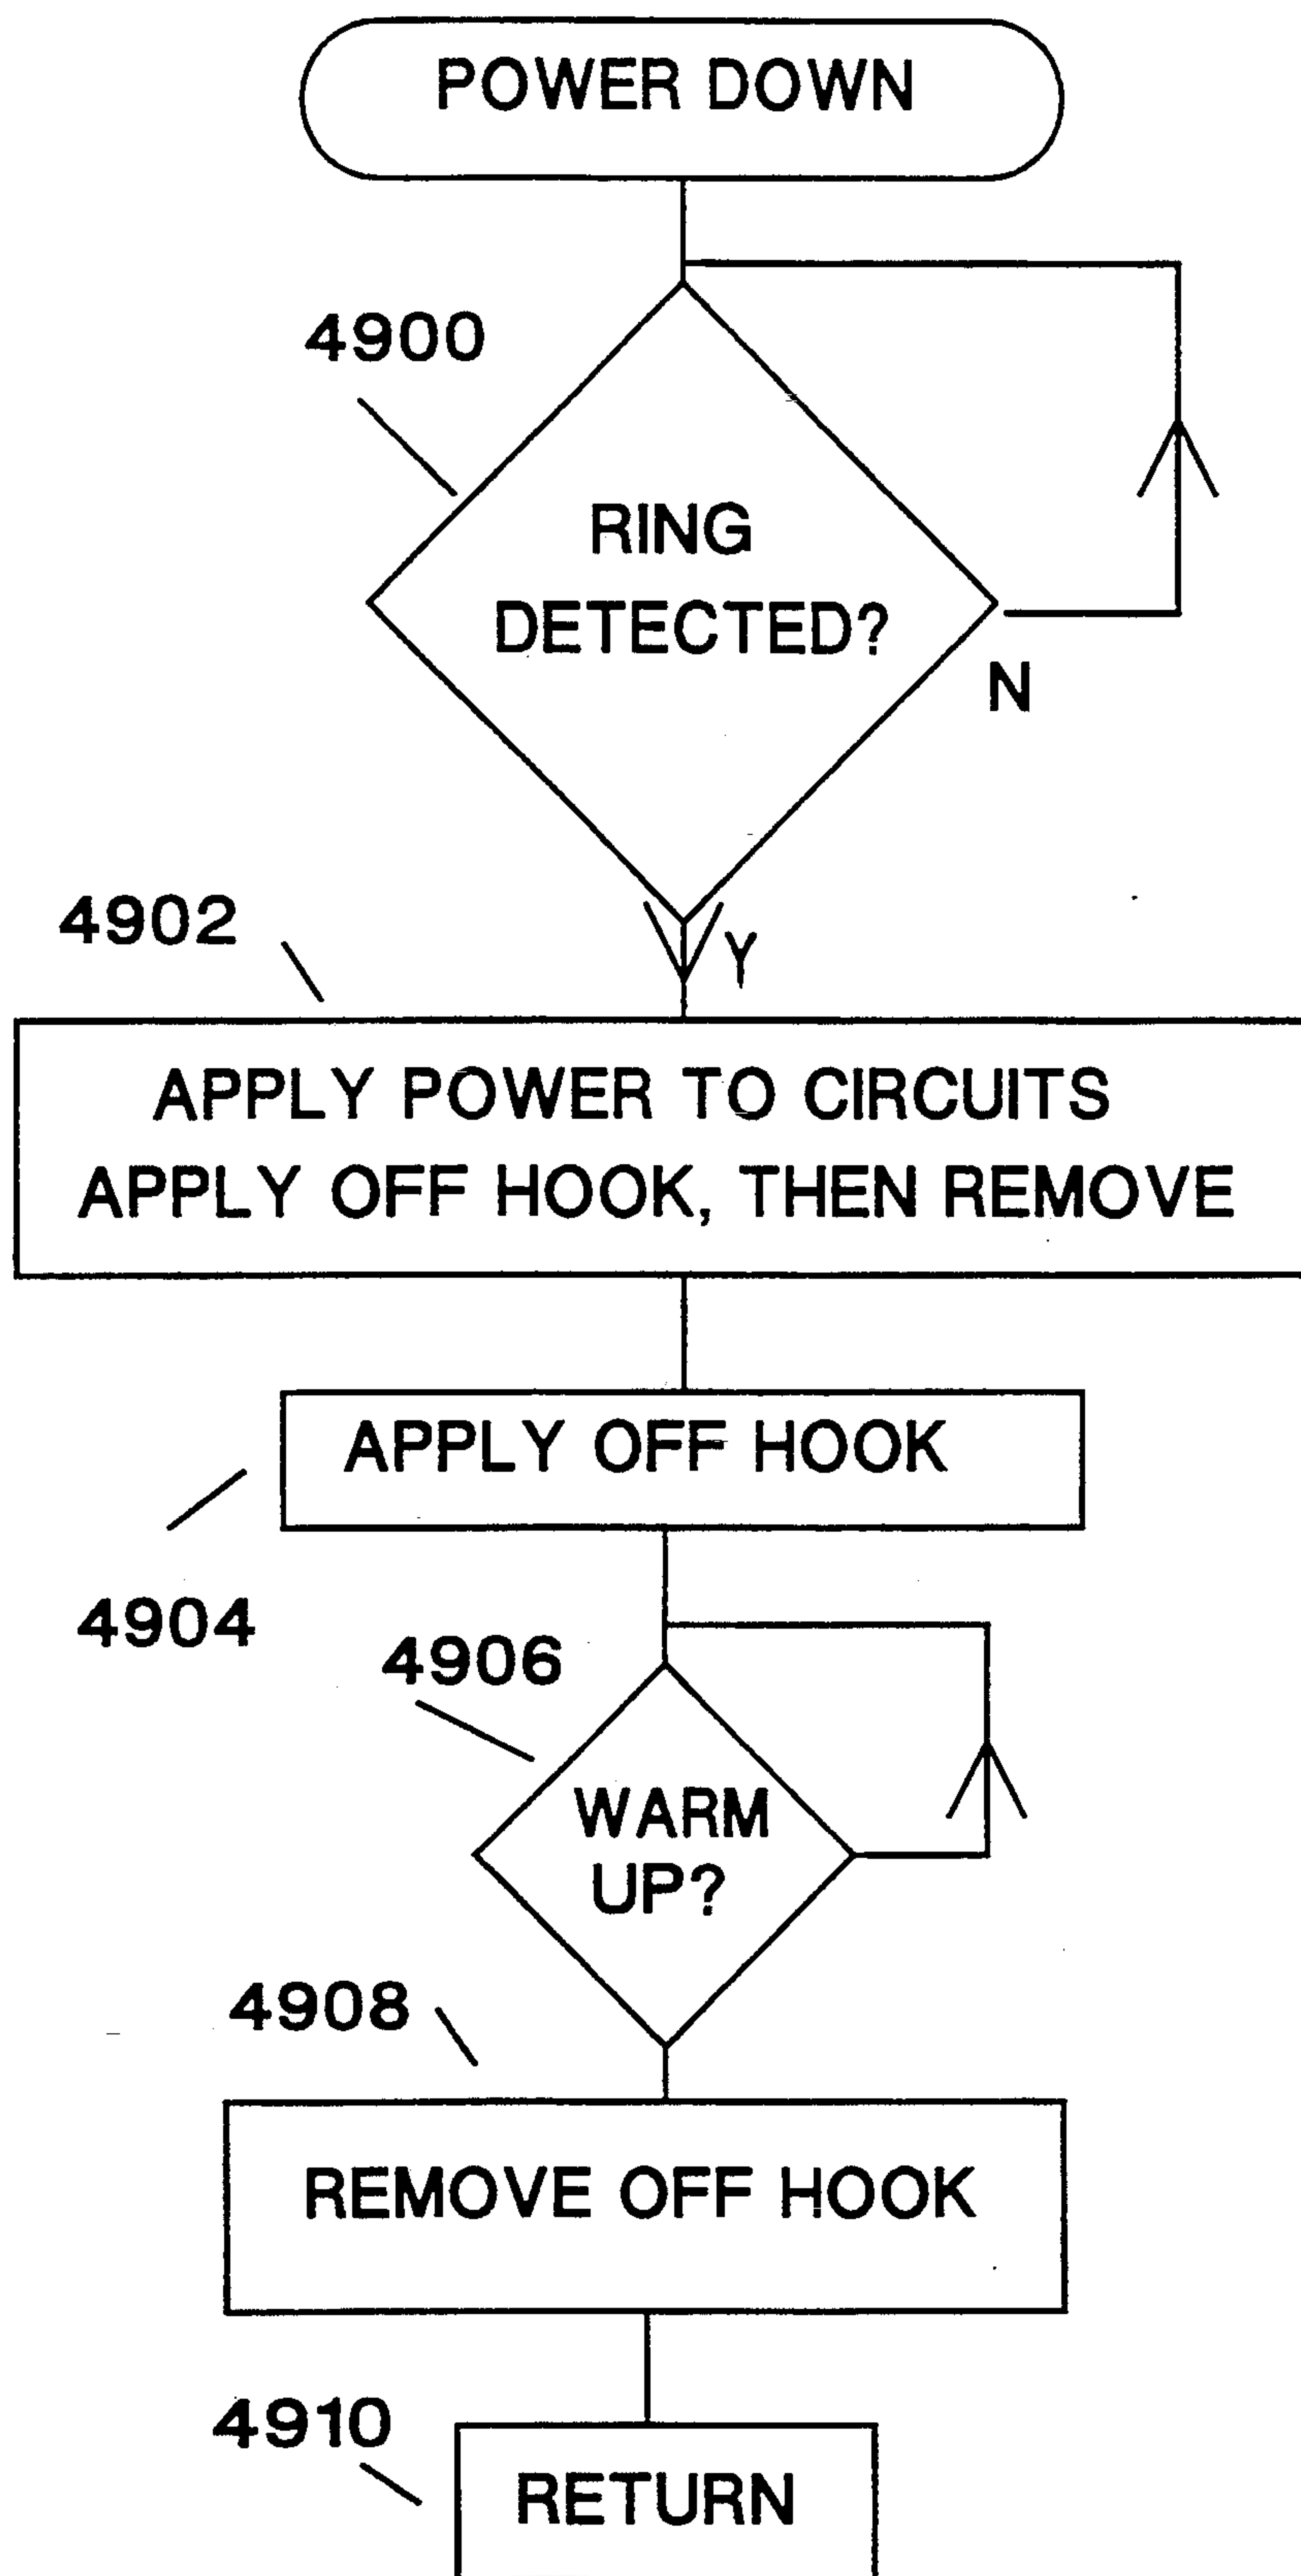 POWER DOWN
4900
RING
DETECTED?
N
4902
Y
APPLY POWER TO CIRCUITS
APPLY OFF HOOK, THEN REMOVE
APPLY OFF HOOK
4904
4906
WARM
UP?
4908
REMOVE OFF HOOK
4910
RETURN